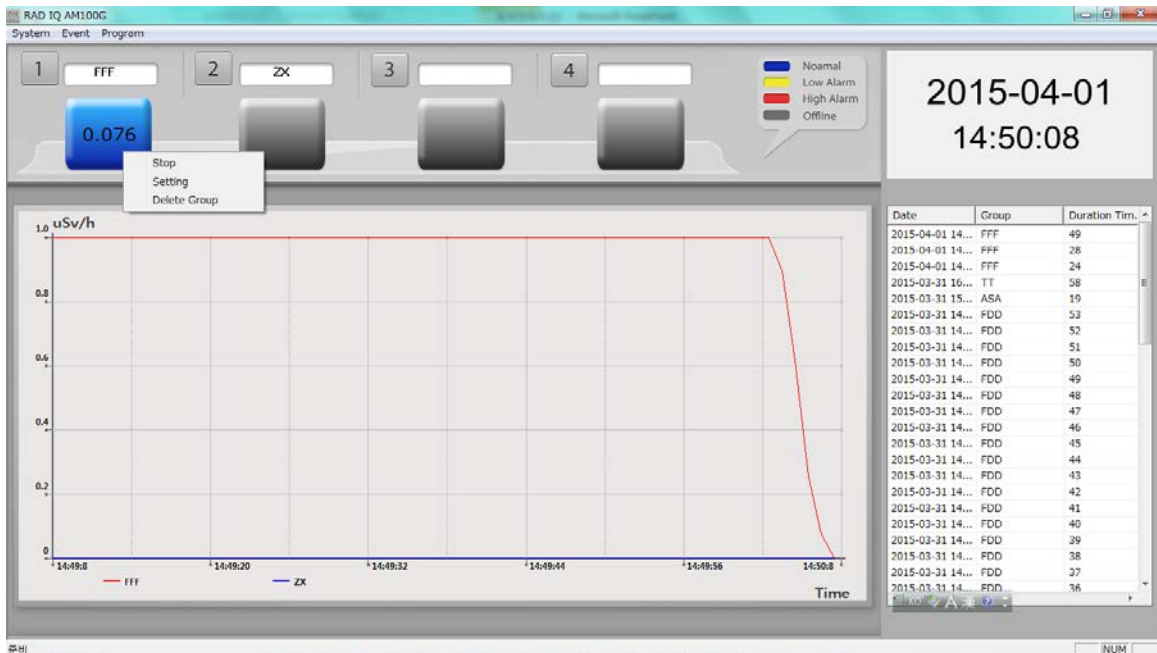 RAD IQ AM100G
System Event Program
1 FFF 2 ZX 3 4
Noamal
Low Alarm
High Alarm
Offline
2015-04-01
14:50:08
0.076
Stop
Setting
Delete Group
uSv/h
1.0
0.8
0.6
0.4
0.2
0
14:49:8 14:49:20 14:49:32 14:49:44 14:49:56 14:50:8
FFF ZX
Time
Date Group Duration Tim.
2015-04-01 14... FFF 49
2015-04-01 14... FFF 28
2015-04-01 14... FFF 24
2015-03-31 16... TT 58
2015-03-31 15... ASA 19
2015-03-31 14... FDD 53
2015-03-31 14... FDD 52
2015-03-31 14... FDD 51
2015-03-31 14... FDD 50
2015-03-31 14... FDD 49
2015-03-31 14... FDD 48
2015-03-31 14... FDD 47
2015-03-31 14... FDD 46
2015-03-31 14... FDD 45
2015-03-31 14... FDD 44
2015-03-31 14... FDD 43
2015-03-31 14... FDD 42
2015-03-31 14... FDD 41
2015-03-31 14... FDD 40
2015-03-31 14... FDD 39
2015-03-31 14... FDD 38
2015-03-31 14... FDD 37
2015-03-31 14... FDD 36
A 漢
준비 NUM